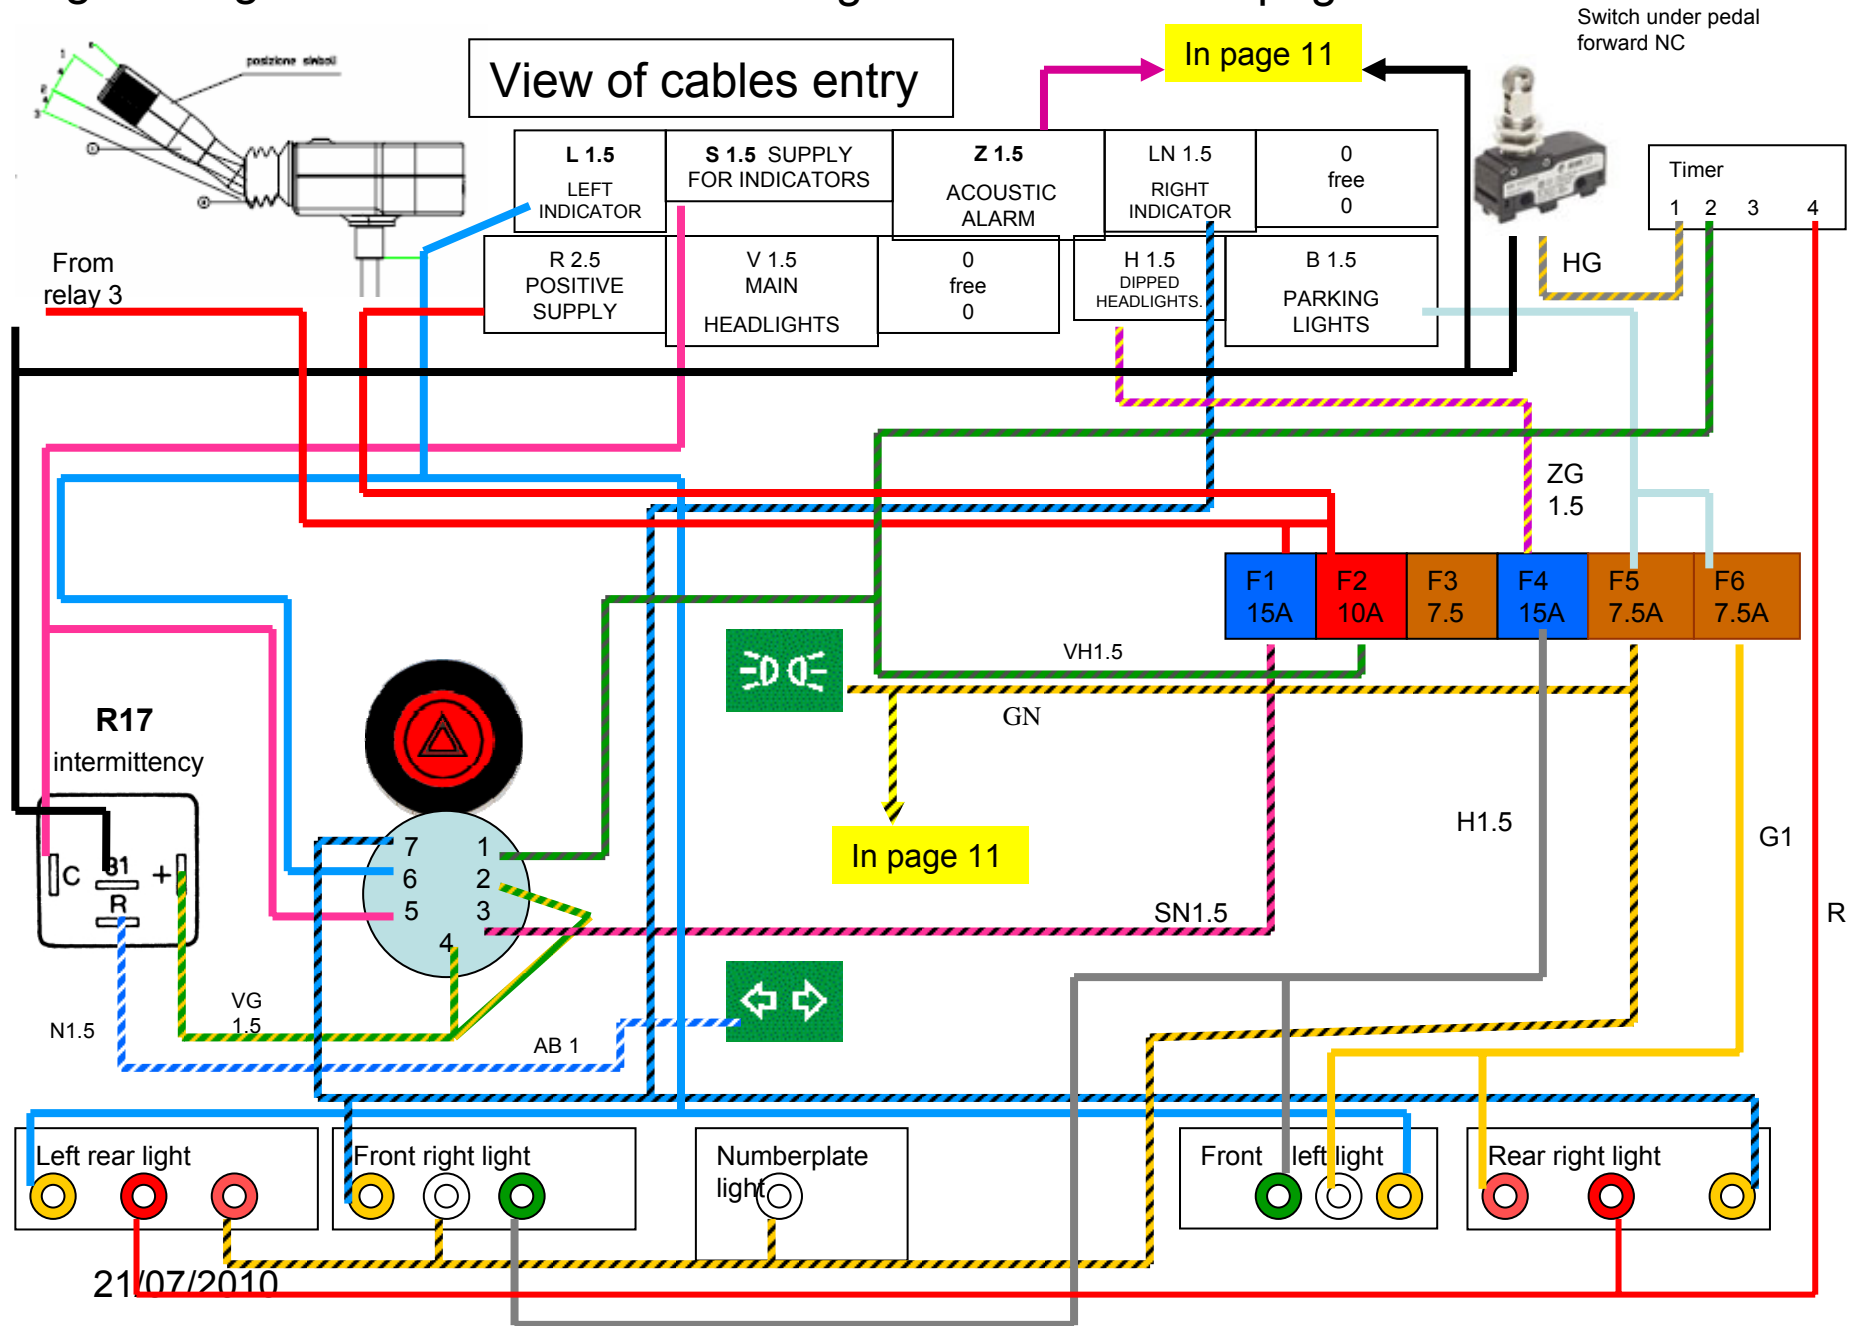 Switch under pedal
forward NC
posizione simboli
In page 11
View of cables entry
L 1.5
LEFT
INDICATOR
S 1.5 SUPPLY
FOR INDICATORS
Z 1.5
ACOUSTIC
ALARM
LN 1.5
RIGHT
INDICATOR
0
free
0
Timer
1 2 3 4
From
relay 3
R 2.5
POSITIVE
SUPPLY
V 1.5
MAIN
HEADLIGHTS
0
free
0
H 1.5
DIPPED
HEADLIGHTS.
B 1.5
PARKING
LIGHTS
HG
ZG
1.5
F1
15A
F2
10A
F3
7.5
F4
15A
F5
7.5A
F6
7.5A
VH1.5
GN
R17
intermittency
C
31
R
+
7
6
5
4
1
2
3
In page 11
H1.5
G1
R
SN1.5
VG
1.5
N1.5
AB 1
Left rear light
Front right light
Numberplate
light
Front left light
Rear right light
21/07/2010